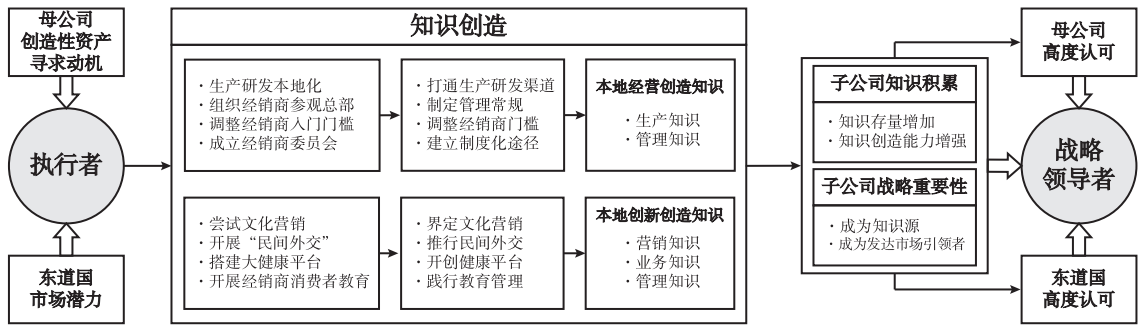 母公司
创造性资产
寻求动机
执行者
东道国
市场潜力
知识创造
·生产研发本地化
·组织经销商参观总部
·调整经销商入门门槛
·成立经销商委员会
·打通生产研发渠道
·制定管理常规
·调整经销商门槛
·建立制度化途径
本地经营创造知识
·生产知识
·管理知识
·尝试文化营销
·开展“民间外交”
·搭建大健康平台
·开展经销商消费者教育
·界定文化营销
·推行民间外交
·开创健康平台
·践行教育管理
本地创新创造知识
·营销知识
·业务知识
·管理知识
子公司知识积累
·知识存量增加
·知识创造能力增强
子公司战略重要性
·成为知识源
·成为发达市场引领者
母公司
高度认可
战略
领导者
东道国
高度认可